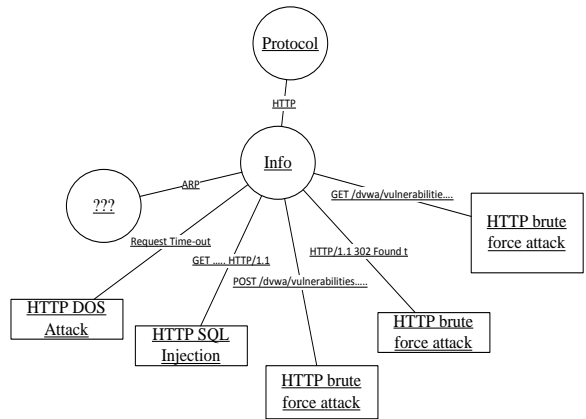 Protocol
HTTP
Info
ARP
???
GET /dvwa/vulnerabilitie....
HTTP brute
force attack
Request Time-out
HTTP/1.1 302 Found t
GET ..... HTTP/1.1
POST /dvwa/vulnerabilities.....
HTTP DOS
Attack
HTTP SQL
Injection
HTTP brute
force attack
HTTP brute
force attack